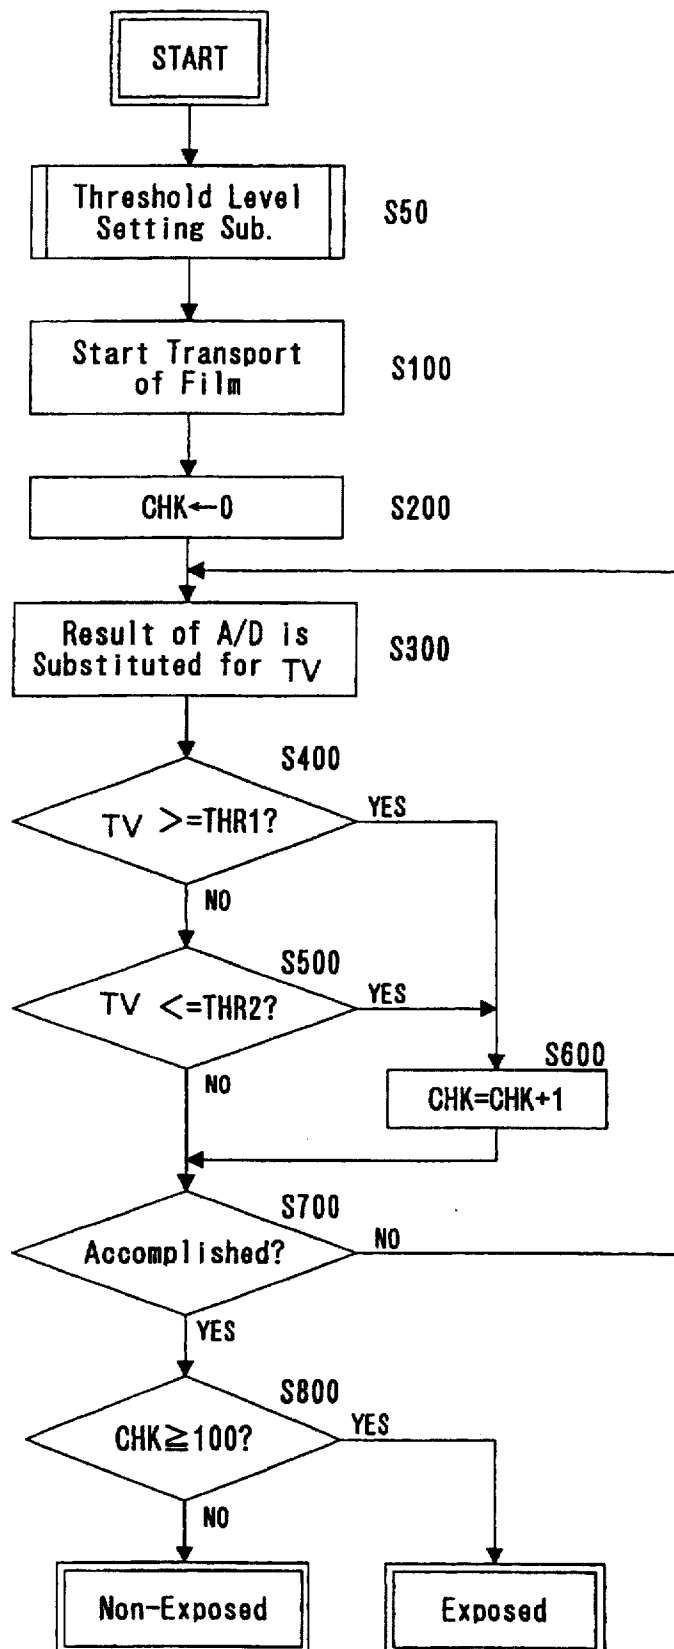 START
Threshold Level
Setting Sub.
S50
Start Transport
of Film
S100
CHK←0
S200
Result of A/D is
Substituted for TV
S300
S400
TV >=THR1?
YES
NO
S500
TV <=THR2?
YES
NO
S600
CHK=CHK+1
S700
Accomplished?
NO
YES
S800
CHK≧100?
YES
NO
Non-Exposed
Exposed